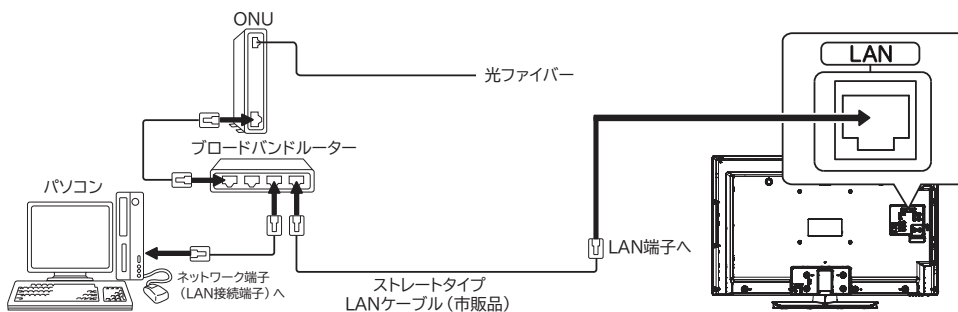 ONU
光ファイバー
LAN
ブロードバンドルーター
パソコン
ネットワーク端子
（LAN接続端子）へ
LAN端子へ
ストレートタイプ
LANケーブル（市販品）